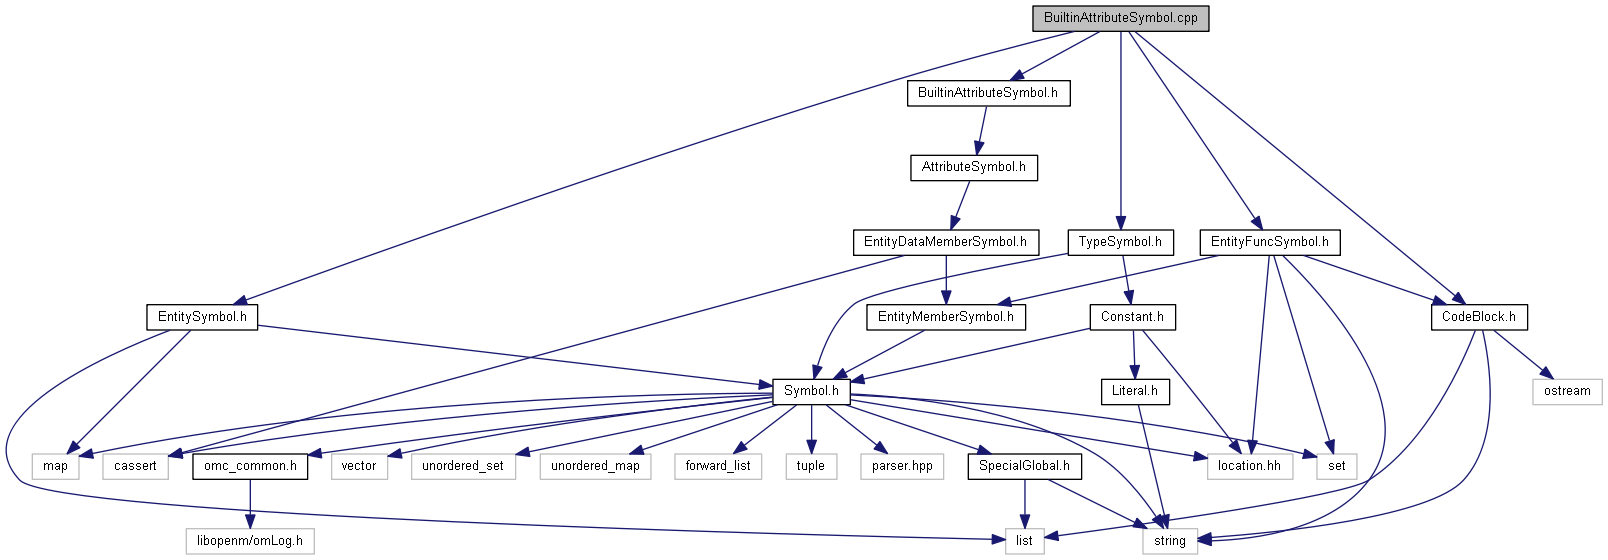 BuiltinAttributeSymbol.cpp
BuiltinAttributeSymbol.h
AttributeSymbol.h
EntityDataMemberSymbol.h
TypeSymbol.h
EntityFuncSymbol.h
EntitySymbol.h
EntityMemberSymbol.h
Constant.h
CodeBlock.h
Symbol.h
Literal.h
ostream
map
cassert
omc_common.h
vector
unordered_set
unordered_map
forward_list
tuple
parser.hpp
SpecialGlobal.h
location.hh
set
libopenm/omLog.h
list
string